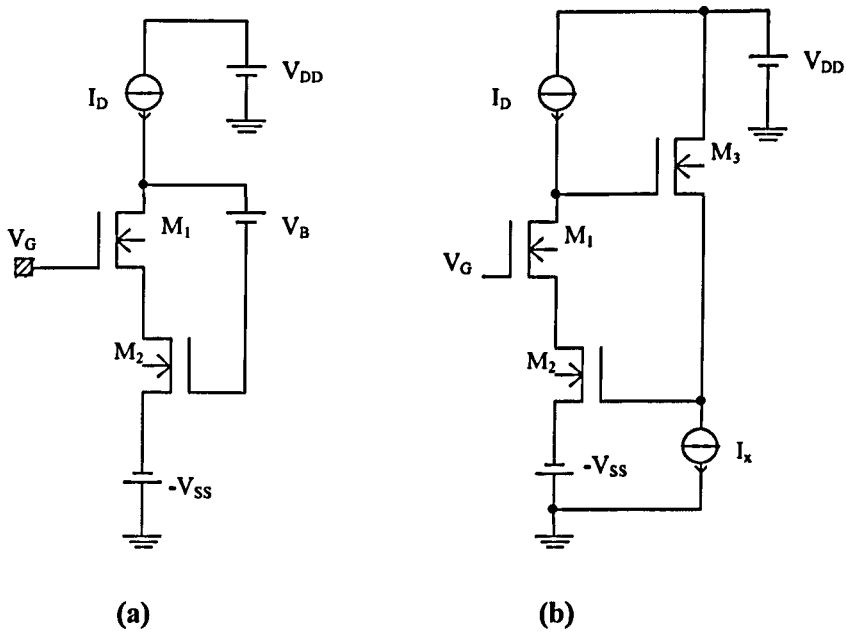 V_DD
I_D
M_1
V_G
V_B
M_2
-V_SS
(a)
V_DD
I_D
M_3
M_1
V_G
M_2
I_x
-V_SS
(b)